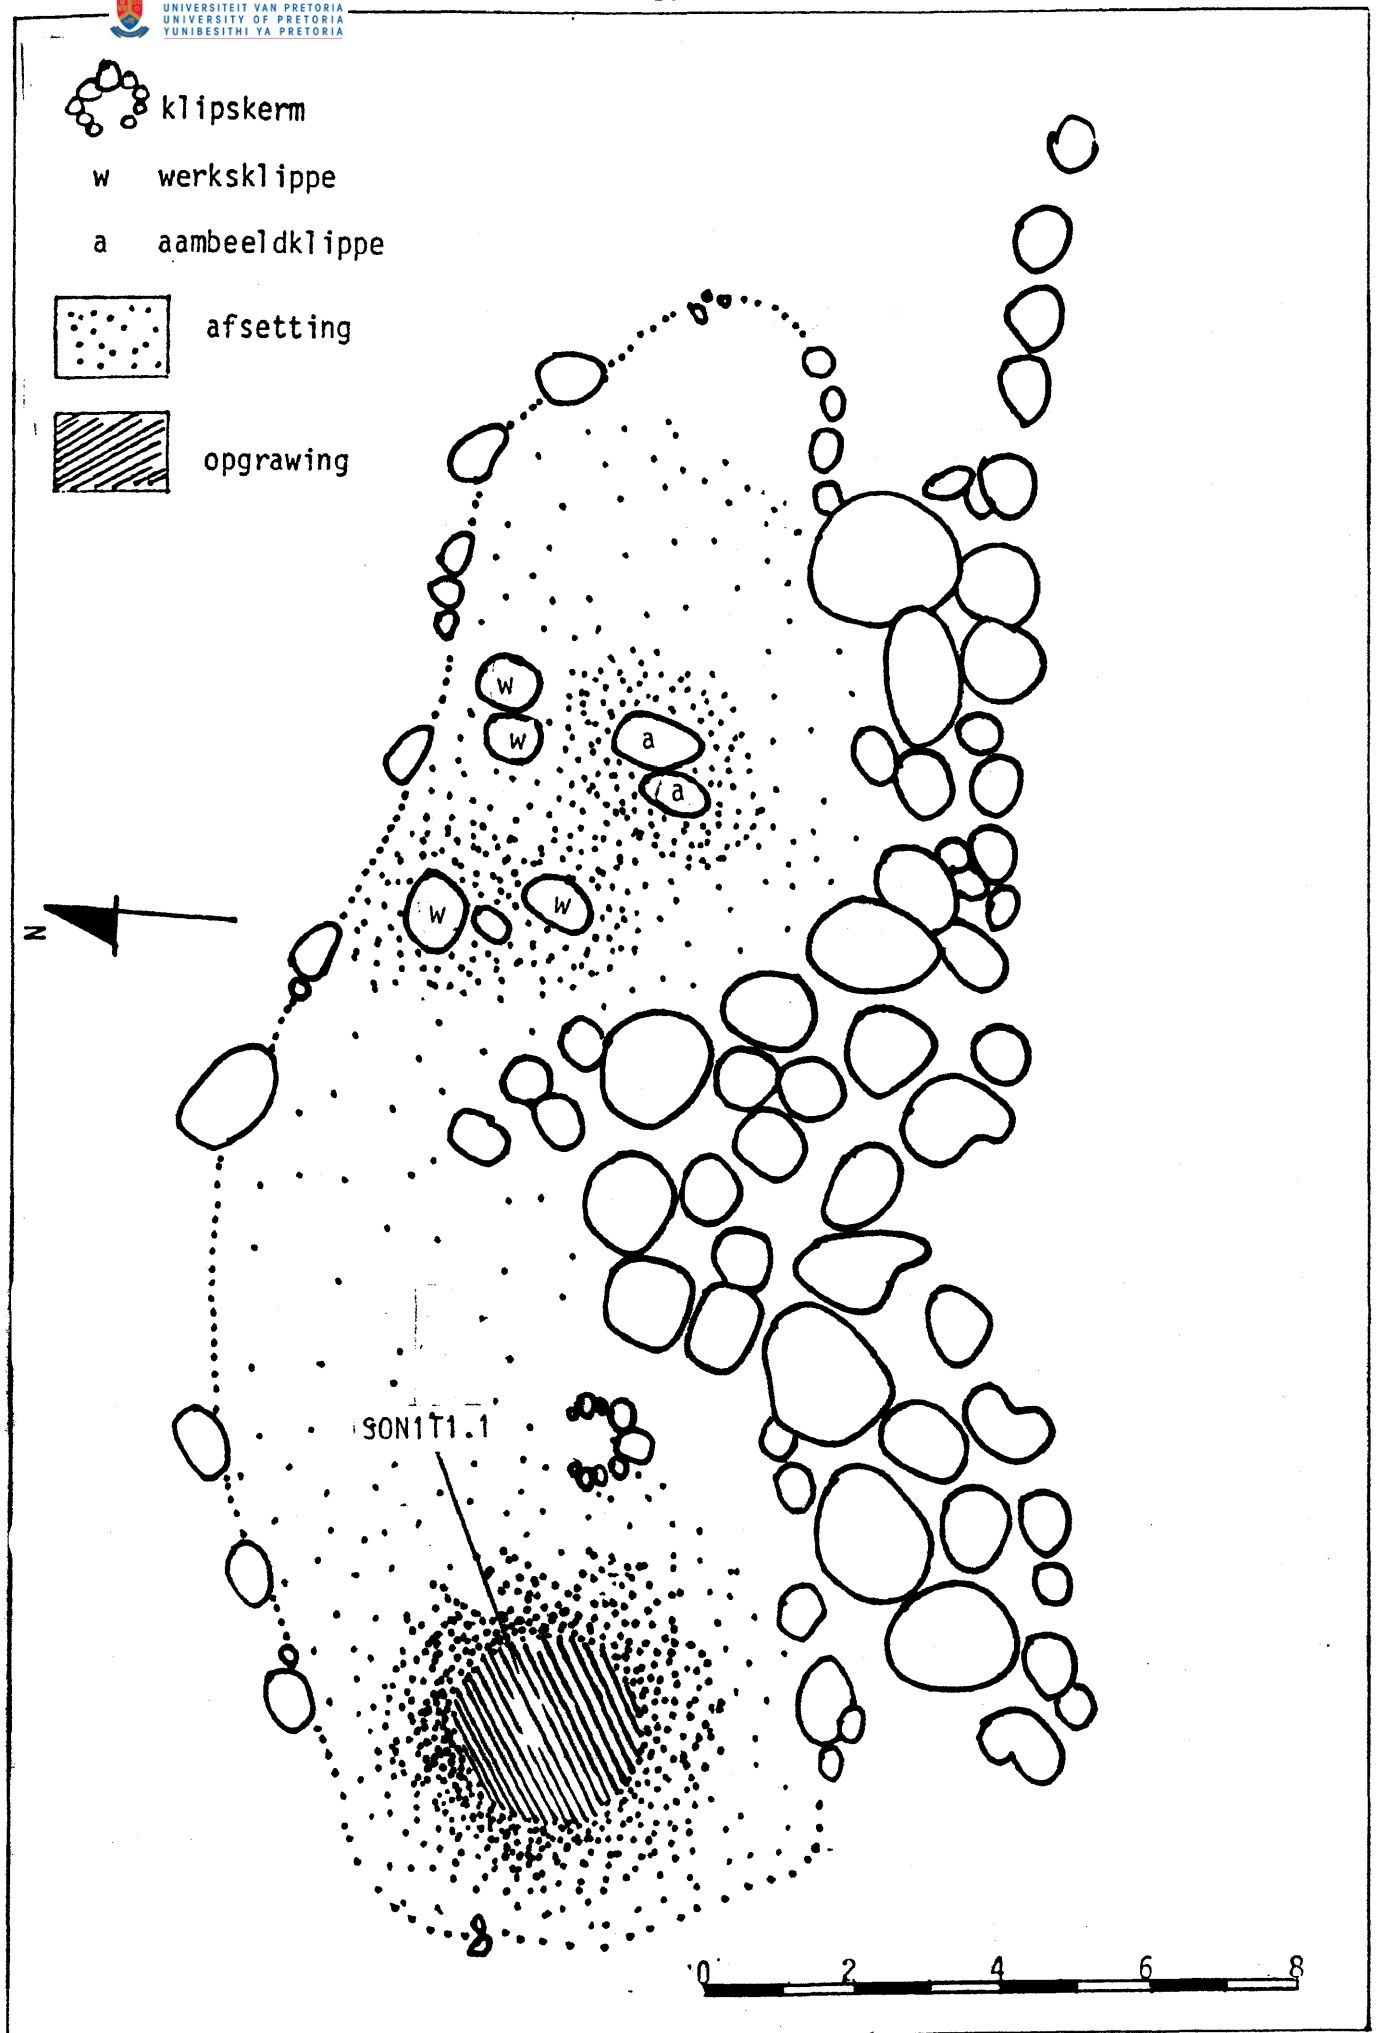 UNIVERSITEIT VAN PRETORIA
UNIVERSITY OF PRETORIA
YUNIBESITHI YA PRETORIA
klipskerm
w werksklippe
a aambeeldklippe
afsetting
opgrawing
w
w
a
a
w
w
N
SON1T1.1
0 2 4 6 8